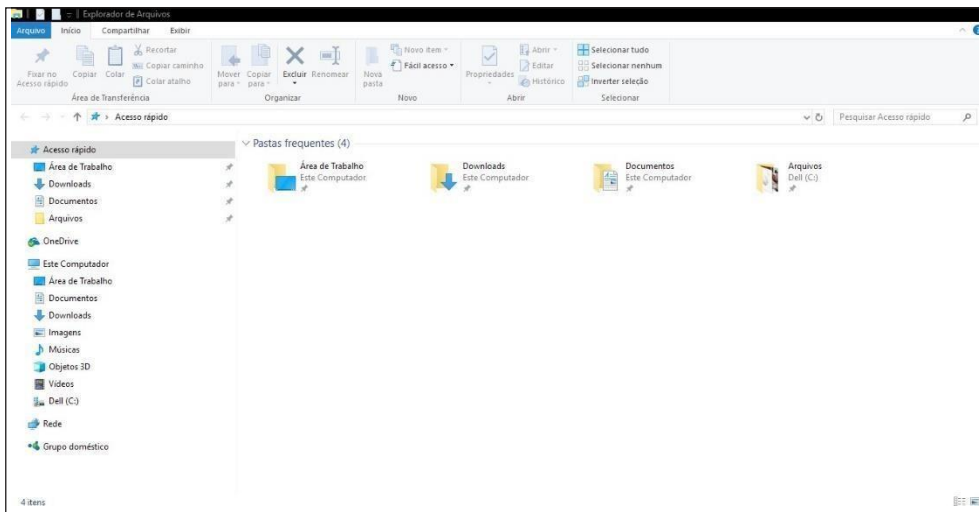 Explorador de Arquivos
Arquivo Início Compartilhar Exibir
Fixar no Acesso rápido
Copiar
Colar
Recortar
Copiar caminho
Colar atalho
Área de Transferência
Mover para
Copiar para
Excluir
Renomear
Organizar
Nova pasta
Novo item
Fácil acesso
Novo
Propriedades
Abrir
Editar
Histórico
Abrir
Selecionar tudo
Selecionar nenhum
Inverter seleção
Selecionar
Acesso rápido
Pesquisar Acesso rápido
Acesso rápido
Área de Trabalho
Downloads
Documentos
Arquivos
OneDrive
Este Computador
Área de Trabalho
Documentos
Downloads
Imagens
Músicas
Objetos 3D
Vídeos
Dell (C:)
Rede
Grupo doméstico
Pastas frequentes (4)
Área de Trabalho
Este Computador
Downloads
Este Computador
Documentos
Este Computador
Arquivos
Dell (C:)
4 itens